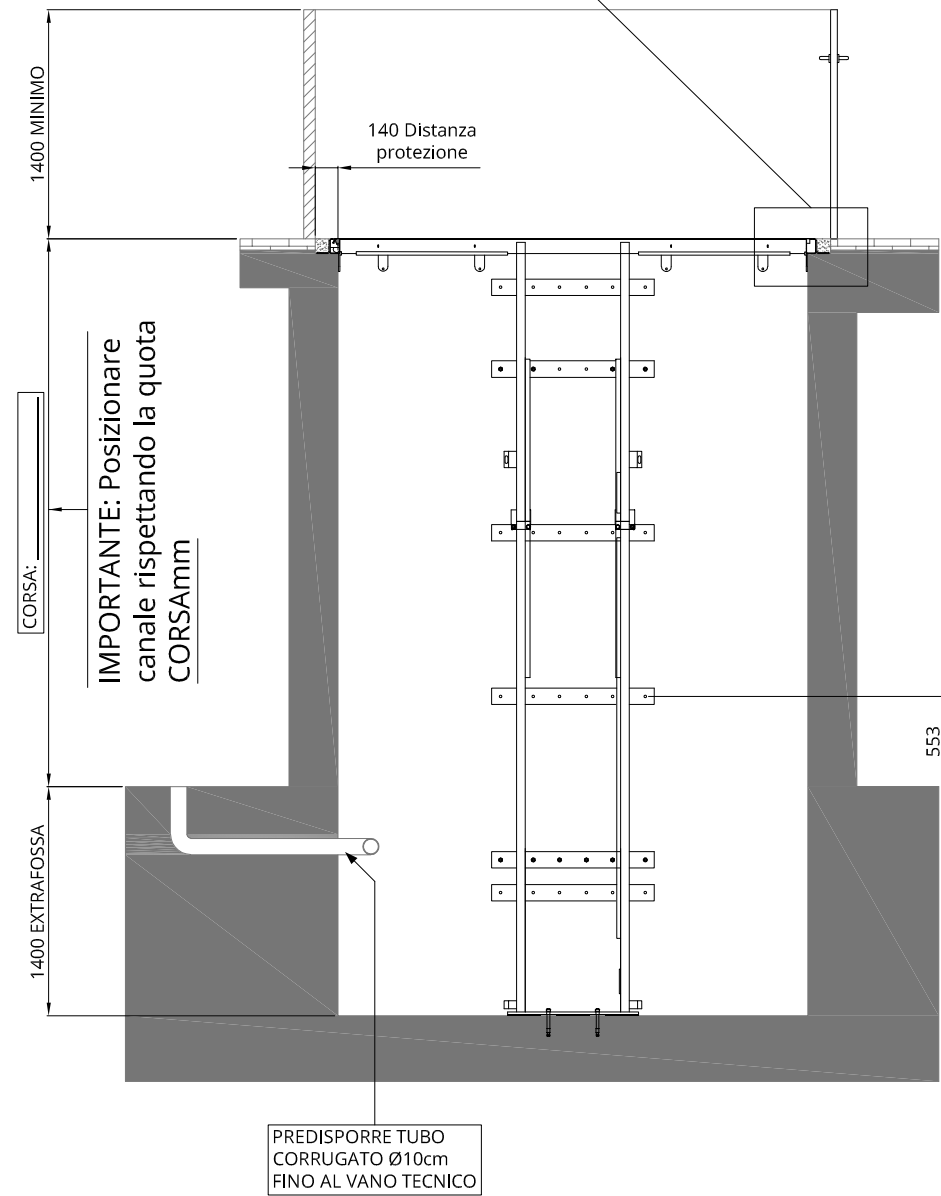 1400 MINIMO
140 Distanza
protezione
CORSA:
IMPORTANTE: Posizionare
canale rispettando la quota
CORSAmm
553
1400 EXTRAFOSSA
PREDISPORRE TUBO
CORRUGATO Ø10cm
FINO AL VANO TECNICO